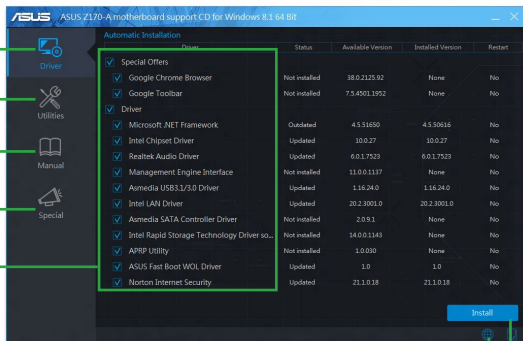 ASUS ASUS Z170-A motherboard support CD for Windows 8.1 64 Bit
Automatic Installation
Driver Status Available Version Installed Version Restart
Special Offers
Google Chrome Browser Not installed 38.0.2125.92 None No
Google Toolbar Not installed 7.5.4501.1952 None No
Driver
Microsoft .NET Framework Outdated 4.5.51650 4.5.50616 No
Intel Chipset Driver Updated 10.0.27 10.0.27 No
Realtek Audio Driver Updated 6.0.1.7523 6.0.1.7523 No
Management Engine Interface Not installed 11.0.0.1137 None No
Asmedia USB3.1/3.0 Driver Updated 1.16.24.0 1.16.24.0 No
Intel LAN Driver Updated 20.2.3001.0 20.2.3001.0 No
Asmedia SATA Controller Driver Not installed 2.0.9.1 None No
Intel Rapid Storage Technology Driver so... Not installed 14.0.0.1143 None No
APRP Utility Not installed 1.0.030 None No
ASUS Fast Boot WOL Driver Updated 1.0 1.0 No
Norton Internet Security Updated 21.1.0.18 21.1.0.18 No
Driver
Utilities
Manual
Special
Install